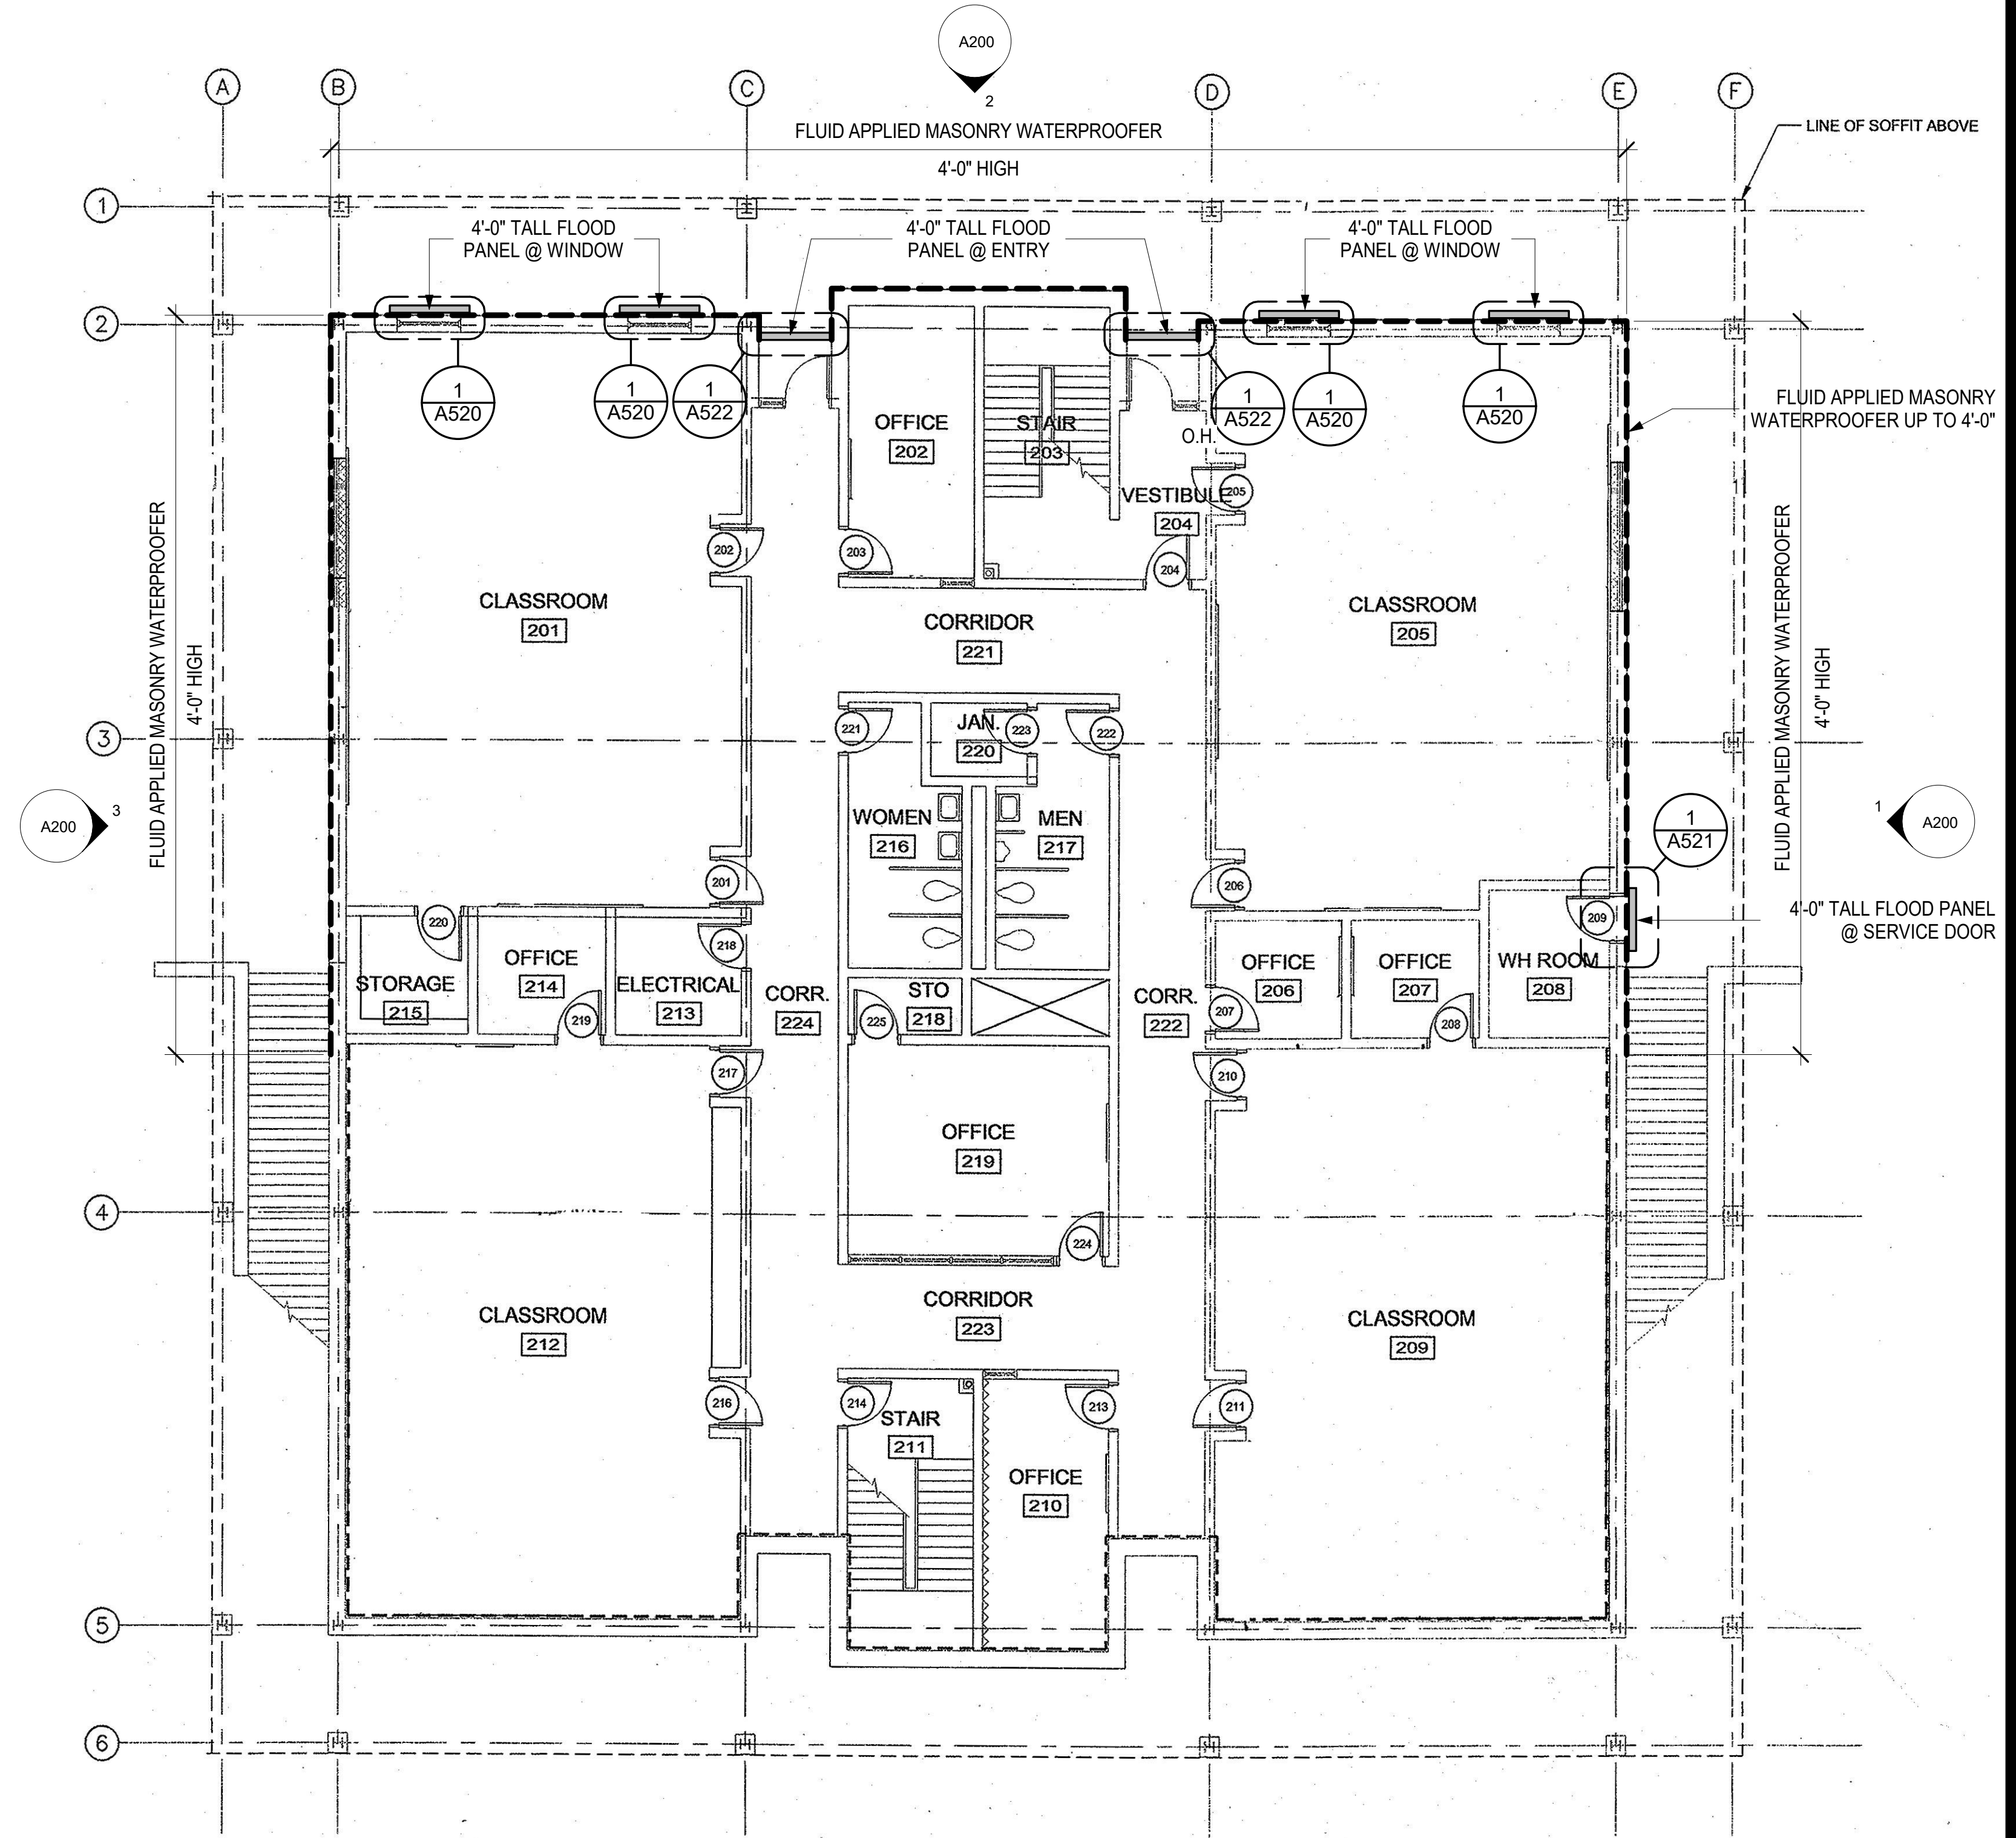 A200
2
A
B
C
D
E
F
FLUID APPLIED MASONRY WATERPROOFER
4'-0" HIGH
LINE OF SOFFIT ABOVE
1
4'-0" TALL FLOOD
PANEL @ WINDOW
4'-0" TALL FLOOD
PANEL @ ENTRY
4'-0" TALL FLOOD
PANEL @ WINDOW
2
1
A520
1
A520
1
A522
1
A522
1
A520
1
A520
FLUID APPLIED MASONRY
WATERPROOFER UP TO 4'-0"
OFFICE
202
STAIR
203
O.H.
205
VESTIBULE
204
202
203
204
FLUID APPLIED MASONRY WATERPROOFER
4'-0" HIGH
FLUID APPLIED MASONRY WATERPROOFER
4'-0" HIGH
CLASSROOM
201
CORRIDOR
221
CLASSROOM
205
3
221
JAN.
220
223
222
A200
3
WOMEN
216
MEN
217
1
A521
1
A200
201
206
220
218
209
4'-0" TALL FLOOD PANEL
@ SERVICE DOOR
STORAGE
215
OFFICE
214
ELECTRICAL
213
219
CORR.
224
STO
218
225
CORR.
222
OFFICE
206
OFFICE
207
WH ROOM
208
207
208
217
210
OFFICE
219
4
224
CLASSROOM
212
CORRIDOR
223
CLASSROOM
209
216
214
213
211
STAIR
211
OFFICE
210
5
6